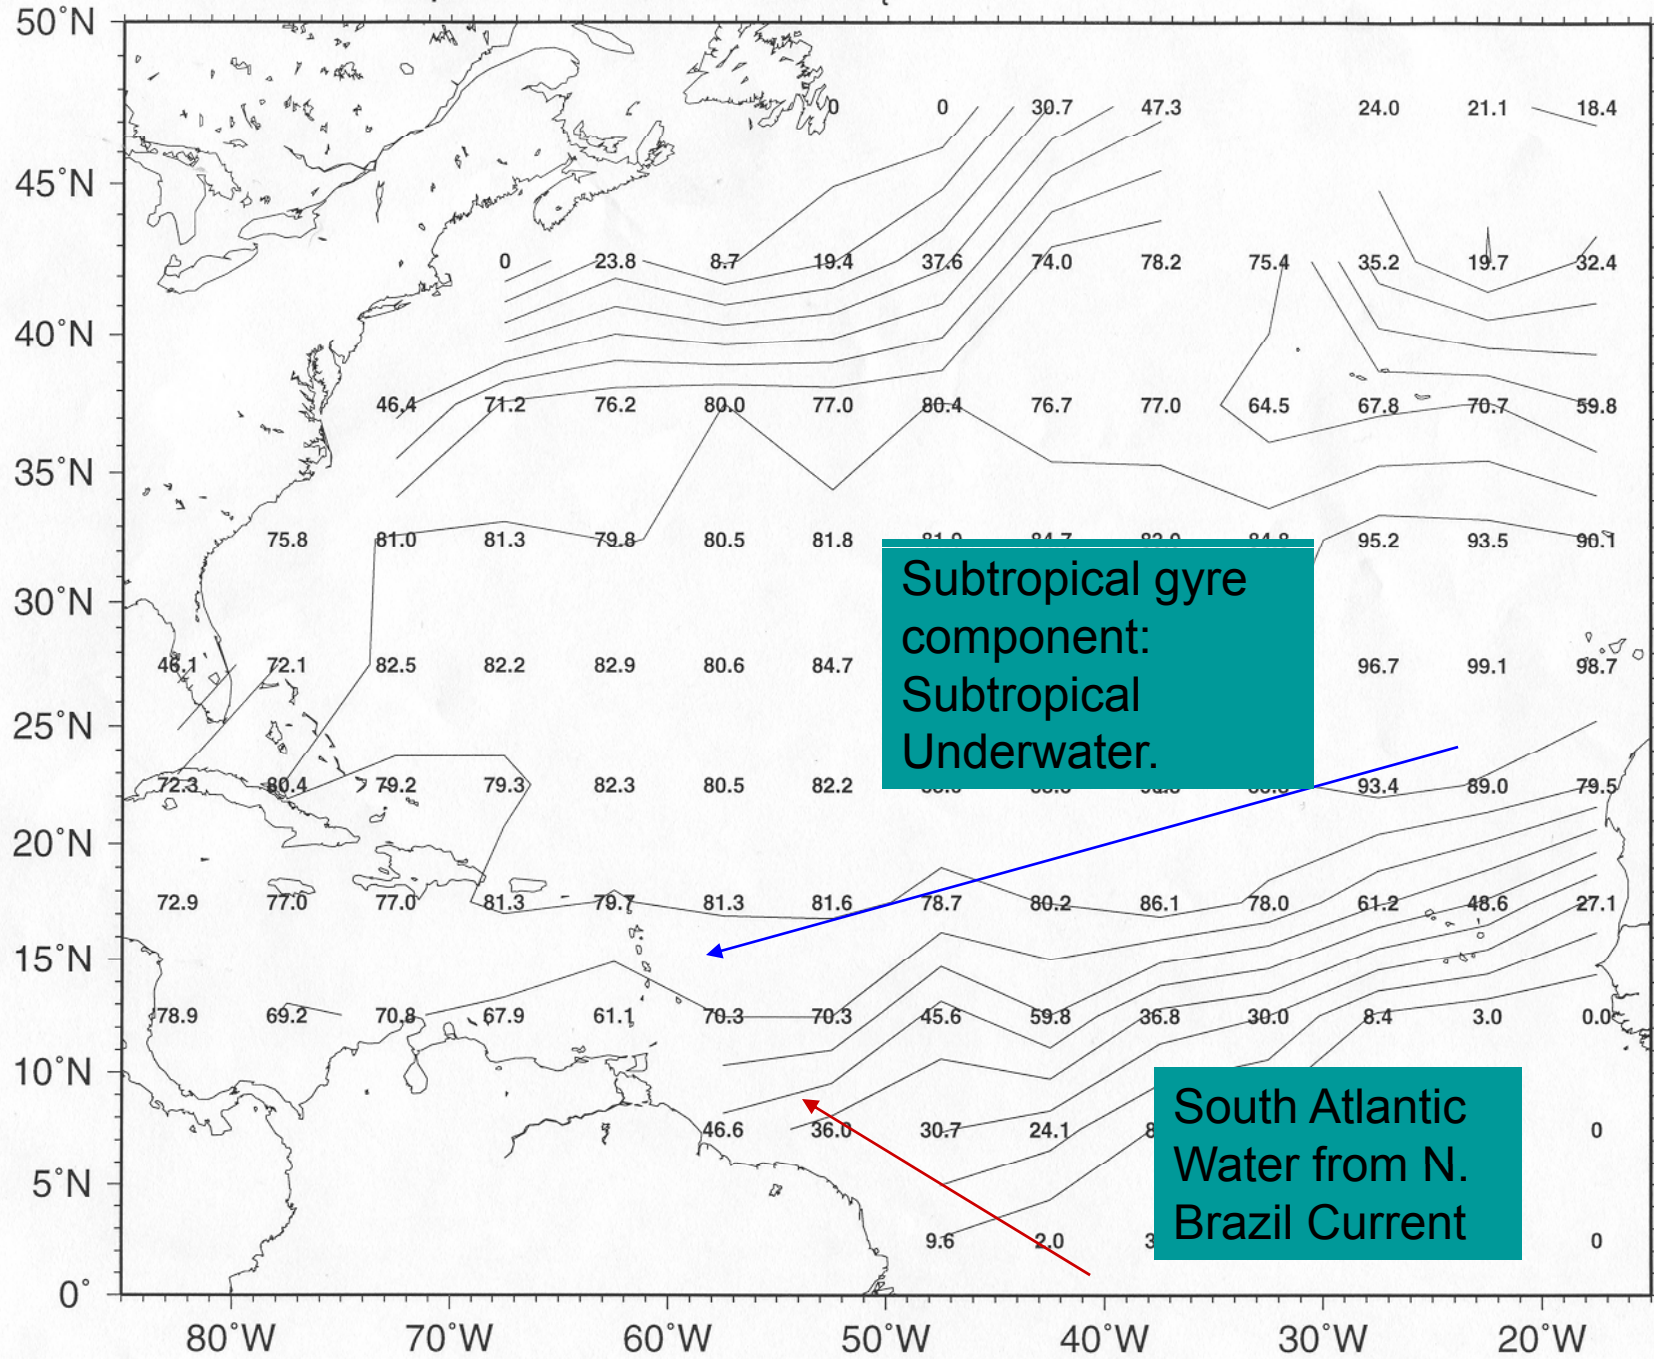 50°N
0 0 30.7 47.3 24.0 21.1 18.4
45°N
0 23.8 8.7 19.4 37.6 74.0 78.2 75.4 35.2 19.7 32.4
40°N
46.4 71.2 76.2 80.0 77.0 80.4 76.7 77.0 64.5 67.8 70.7 59.8
35°N
75.8 81.0 81.3 79.8 80.5 81.8 95.2 93.5 90.1
Subtropical gyre
component:
Subtropical
Underwater.
30°N
46.1 72.1 82.5 82.2 82.9 80.6 84.7 96.7 99.1 98.7
25°N
72.3 80.4 79.2 79.3 82.3 80.5 82.2 93.4 89.0 79.5
20°N
72.9 77.0 77.0 81.3 79.7 81.3 81.6 78.7 80.2 86.1 78.0 61.2 48.6 27.1
15°N
78.9 69.2 70.8 67.9 61.1 70.3 70.3 45.6 59.8 36.8 30.0 8.4 3.0 0.0
10°N
46.6 36.0 30.7 24.1 0
South Atlantic
Water from N.
Brazil Current
5°N
9.6 2.0 0
0°
80°W 70°W 60°W 50°W 40°W 30°W 20°W